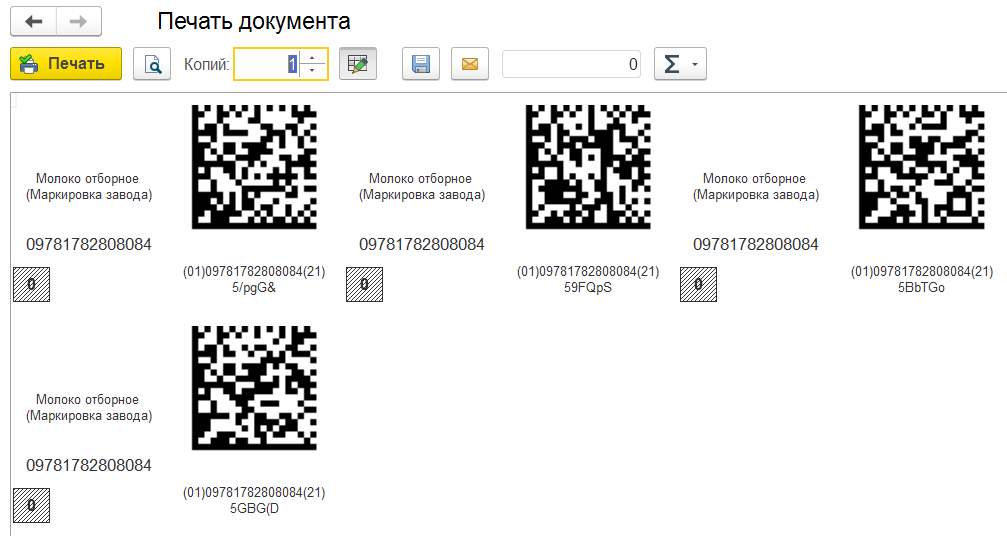 Печать документа
Печать
Копий:
1
0
Σ
Молоко отборное
(Маркировка завода)
09781782808084
0
(01)09781782808084(21)
5/pgG&
Молоко отборное
(Маркировка завода)
09781782808084
0
(01)09781782808084(21)
59FQpS
Молоко отборное
(Маркировка завода)
09781782808084
0
(01)09781782808084(21)
5BbTGo
Молоко отборное
(Маркировка завода)
09781782808084
0
(01)09781782808084(21)
5GBG(D